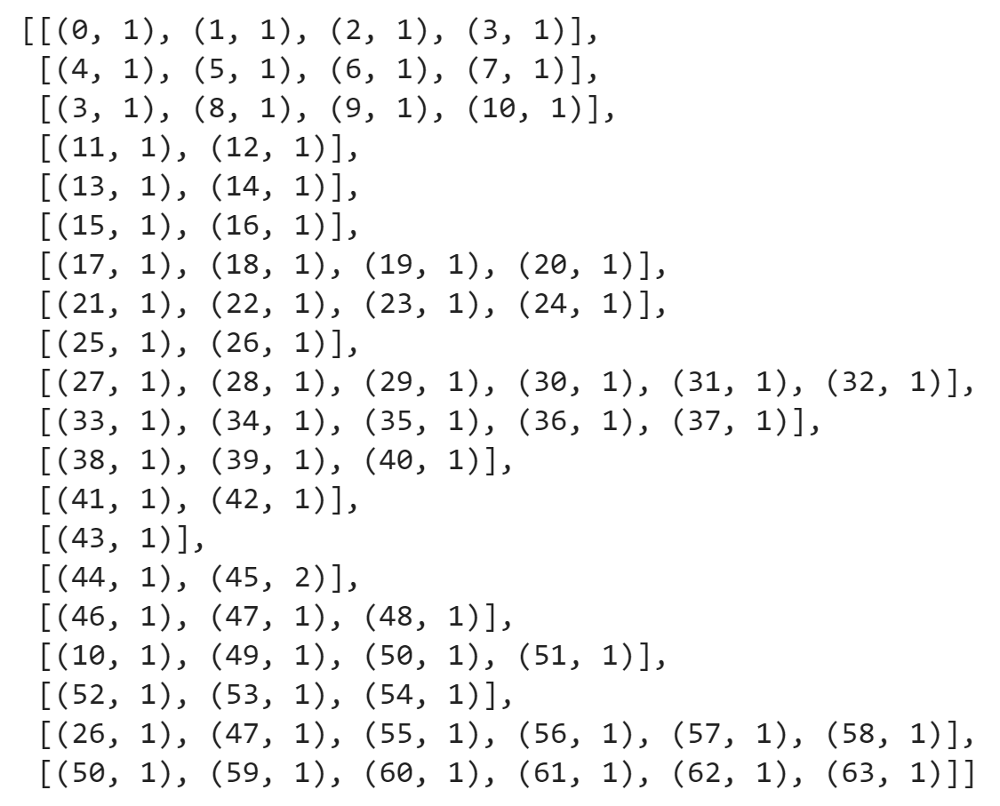 [[(0, 1), (1, 1), (2, 1), (3, 1)],
[(4, 1), (5, 1), (6, 1), (7, 1)],
[(3, 1), (8, 1), (9, 1), (10, 1)],
[(11, 1), (12, 1)],
[(13, 1), (14, 1)],
[(15, 1), (16, 1)],
[(17, 1), (18, 1), (19, 1), (20, 1)],
[(21, 1), (22, 1), (23, 1), (24, 1)],
[(25, 1), (26, 1)],
[(27, 1), (28, 1), (29, 1), (30, 1), (31, 1), (32, 1)],
[(33, 1), (34, 1), (35, 1), (36, 1), (37, 1)],
[(38, 1), (39, 1), (40, 1)],
[(41, 1), (42, 1)],
[(43, 1)],
[(44, 1), (45, 2)],
[(46, 1), (47, 1), (48, 1)],
[(10, 1), (49, 1), (50, 1), (51, 1)],
[(52, 1), (53, 1), (54, 1)],
[(26, 1), (47, 1), (55, 1), (56, 1), (57, 1), (58, 1)],
[(50, 1), (59, 1), (60, 1), (61, 1), (62, 1), (63, 1)]]